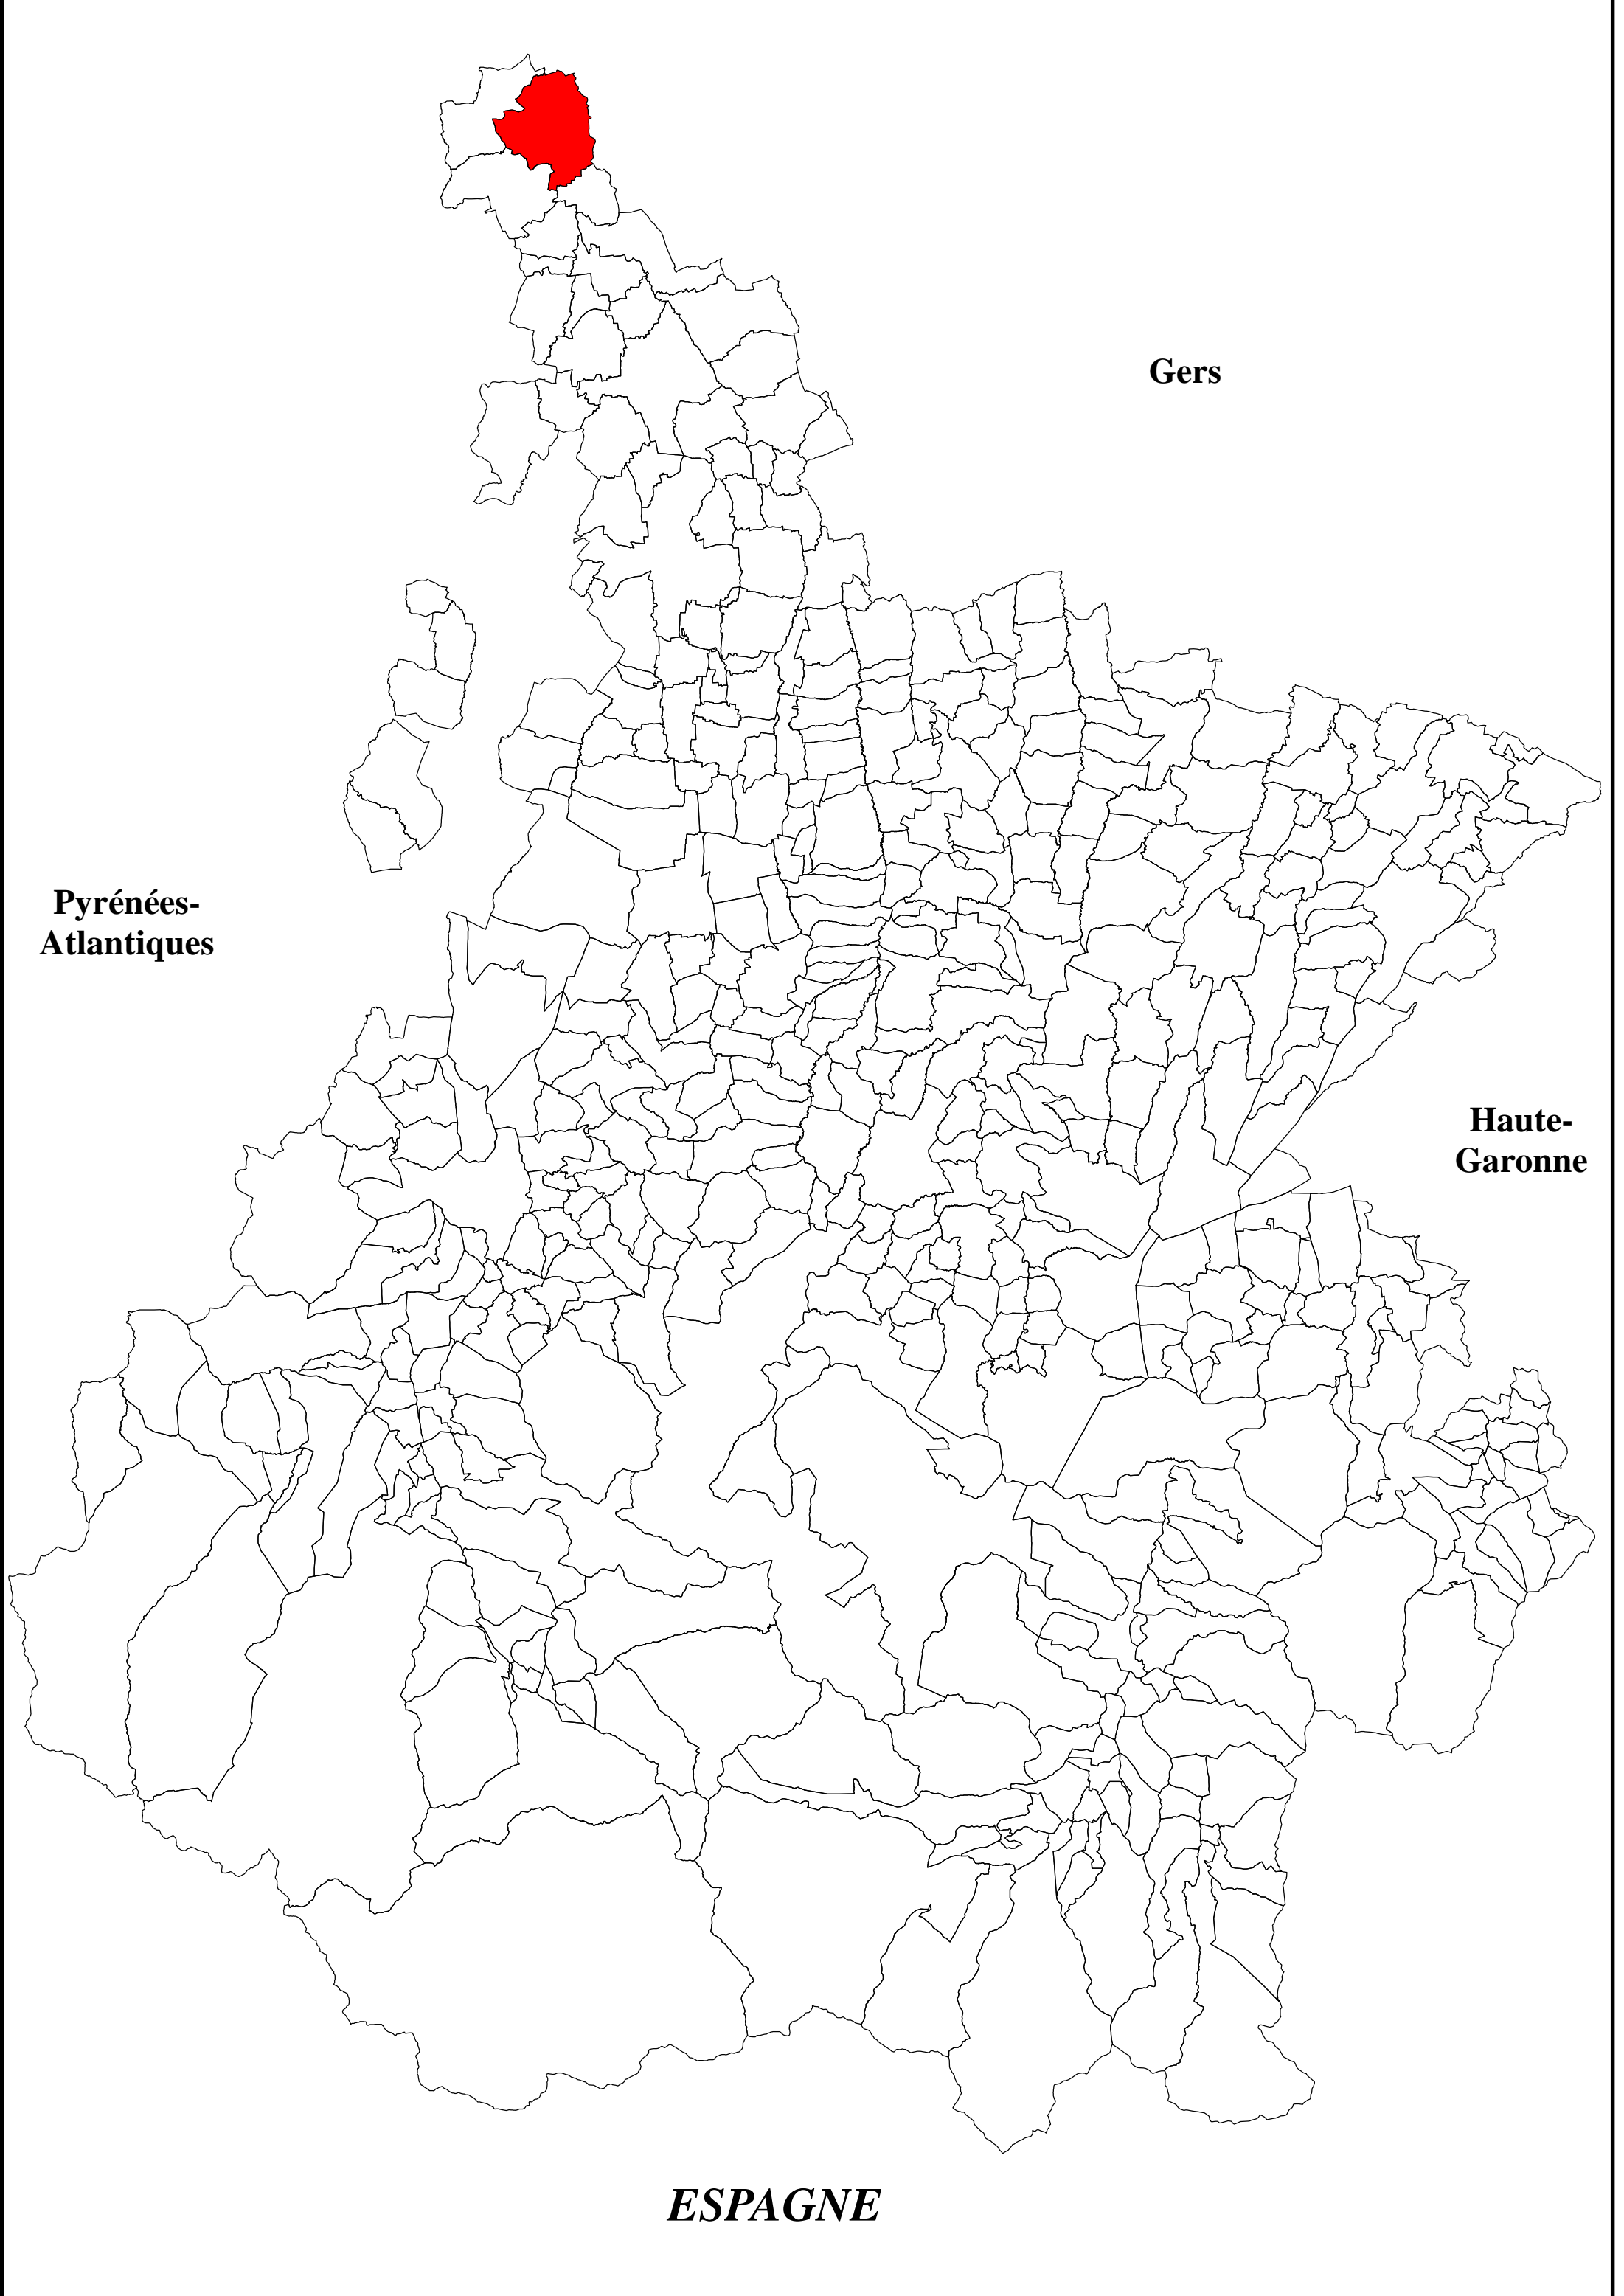 Gers
Pyrénées-
Atlantiques
Haute-
Garonne
ESPAGNE